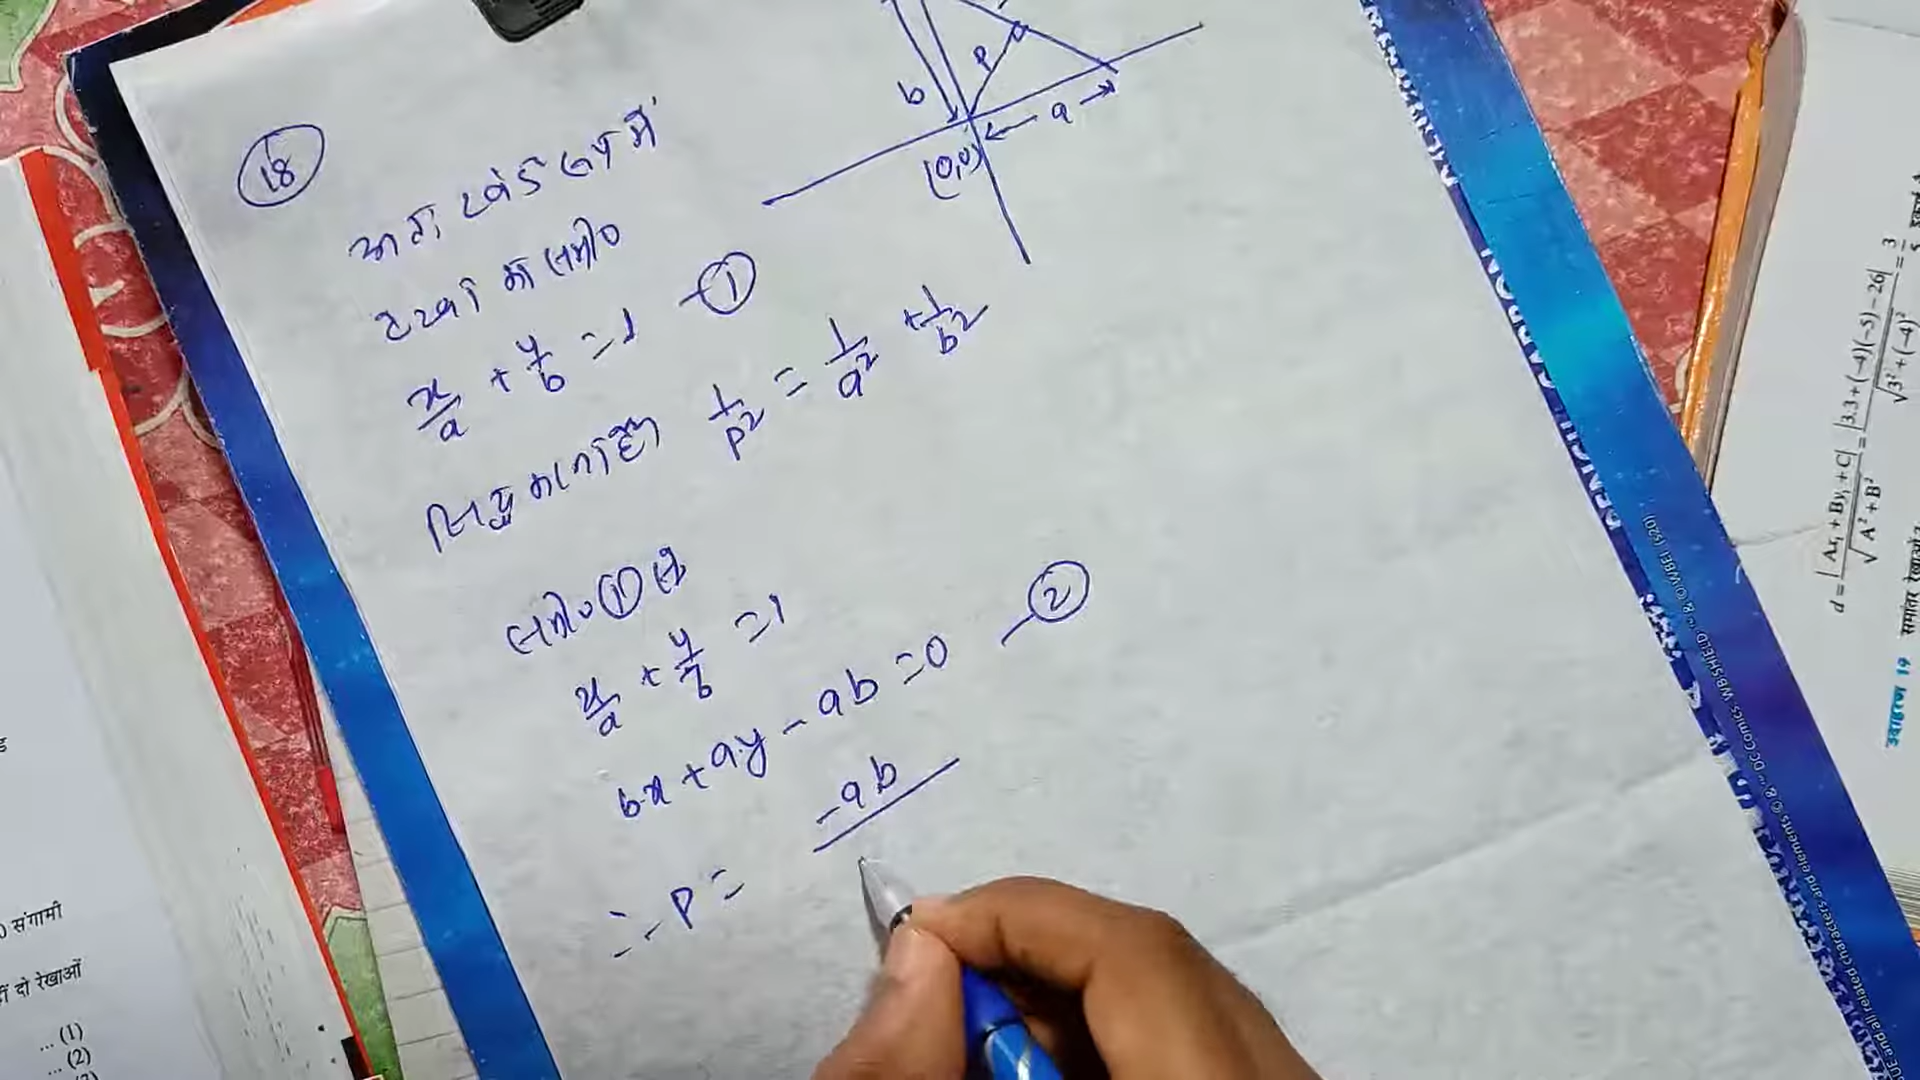 18
अतः खंड रूप में
रेखा का समी०
x/a + y/b = 1 —①
सिद्ध करना है। 1/p² = 1/a² + 1/b²
समी० ① से
x/a + y/b = 1
bx + ay - ab = 0 —②
∴ - P = -ab
b
P
a
(0,0)
d = |Ax₁ + By₁ + C| / √A² + B² = |3.3 + (-4)(-5) - 26| / √3² + (-4)² = 3/5
उदाहरण 19
संगामी
दो रेखाओं
... (1)
... (2)